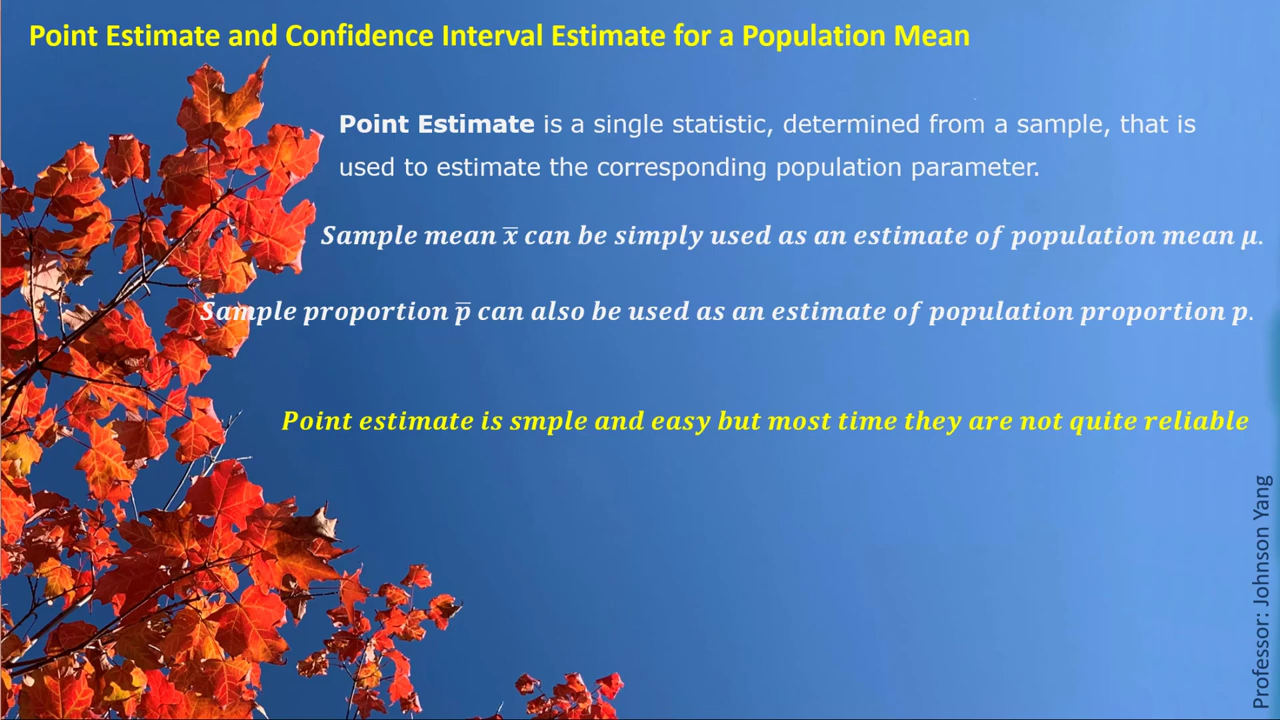 Point Estimate and Confidence Interval Estimate for a Population Mean
Point Estimate is a single statistic, determined from a sample, that is
used to estimate the corresponding population parameter.
Sample mean x̅ can be simply used as an estimate of population mean μ.
Sample proportion p̅ can also be used as an estimate of population proportion p.
Point estimate is smple and easy but most time they are not quite reliable
Professor: Johnson Yang